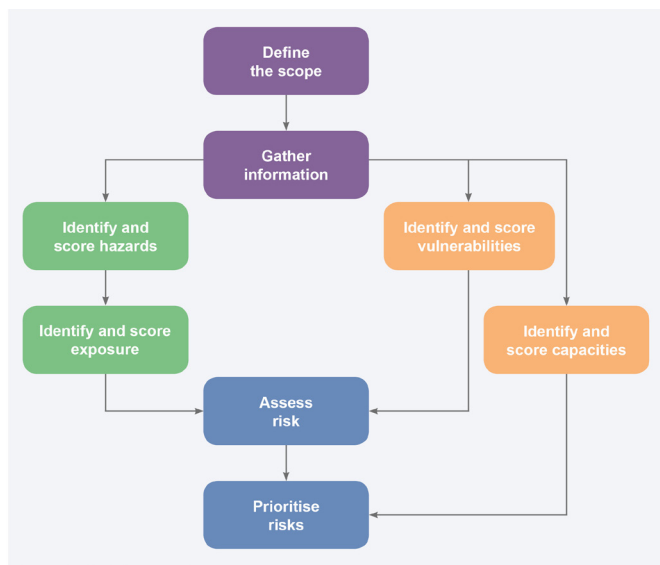 Define
the scope
Gather
information
Identify and
score hazards
Identify and score
vulnerabilities
Identify and score
exposure
Identify and
score capacities
Assess
risk
Prioritise
risks